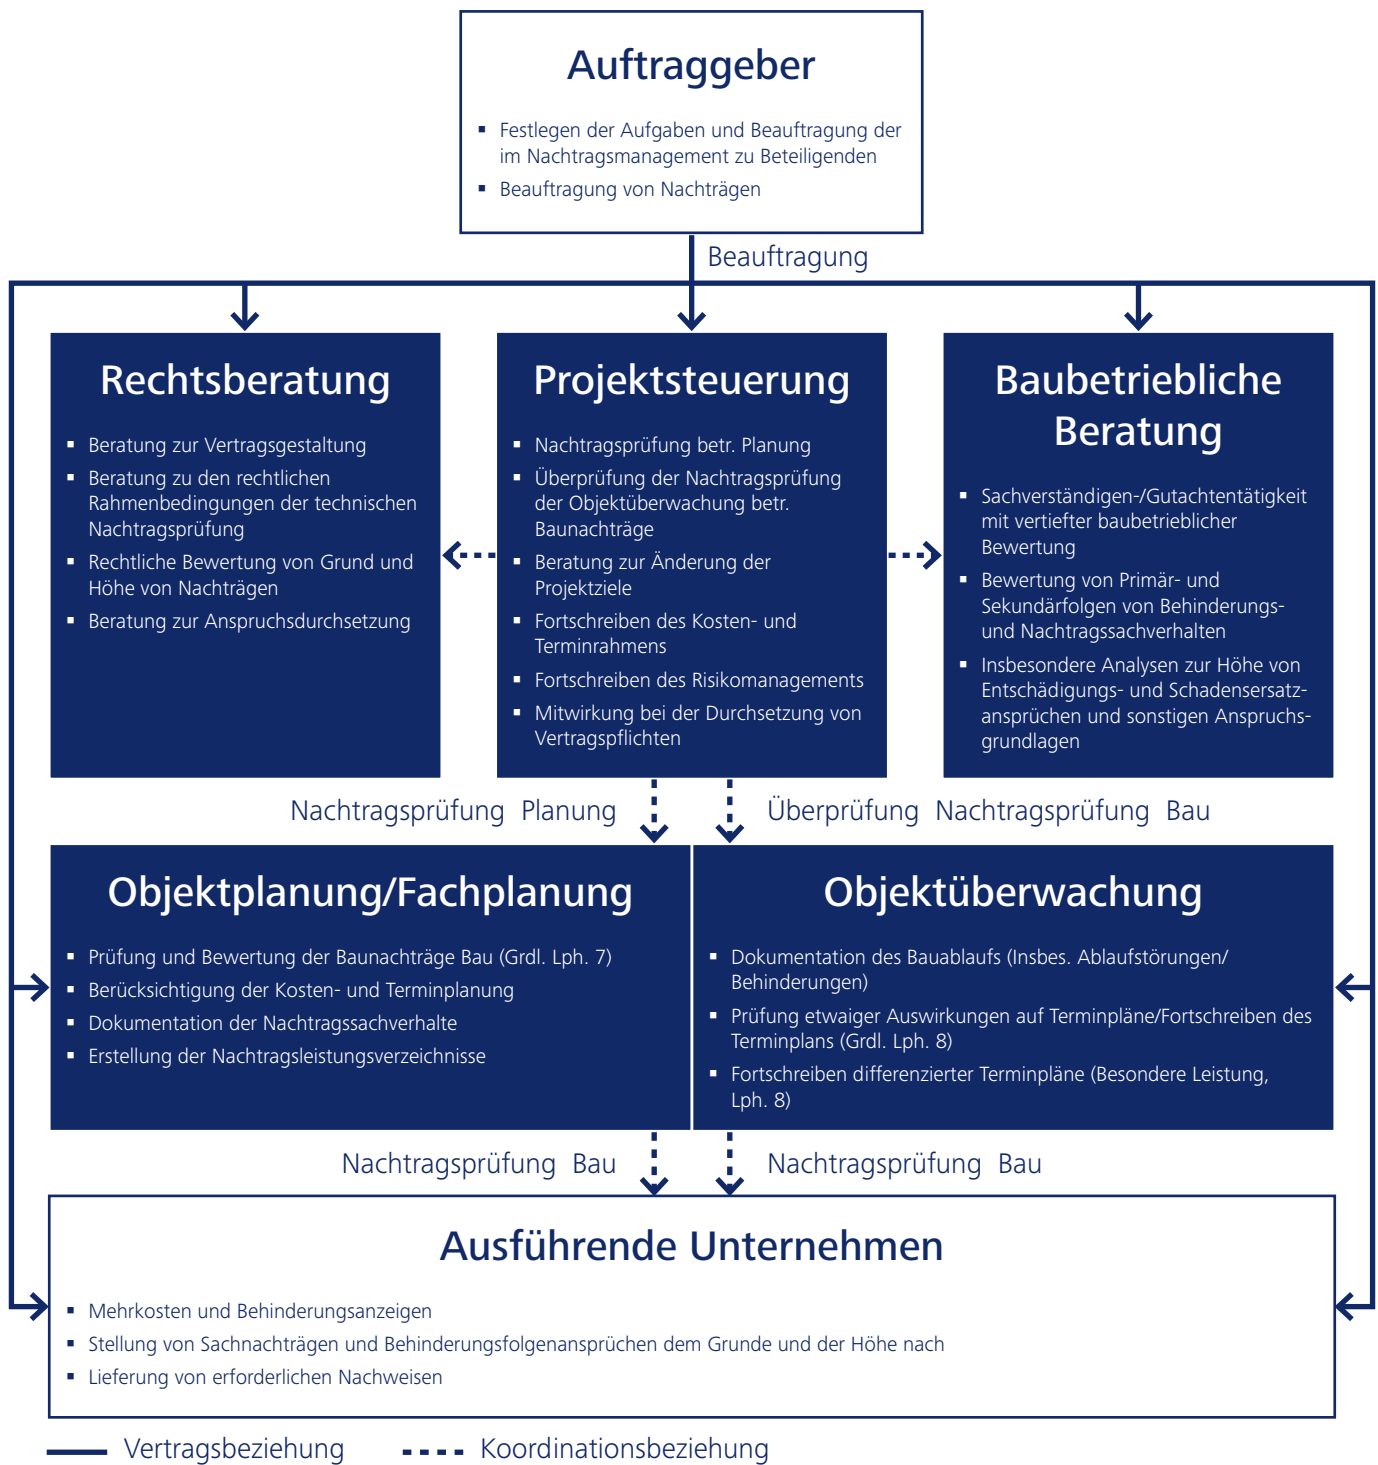 Auftraggeber
▪ Festlegen der Aufgaben und Beauftragung der
im Nachtragsmanagement zu Beteiligenden
▪ Beauftragung von Nachträgen
Beauftragung
Rechtsberatung
▪ Beratung zur Vertragsgestaltung
▪ Beratung zu den rechtlichen
Rahmenbedingungen der technischen
Nachtragsprüfung
▪ Rechtliche Bewertung von Grund und
Höhe von Nachträgen
▪ Beratung zur Anspruchsdurchsetzung
Projektsteuerung
▪ Nachtragsprüfung betr. Planung
▪ Überprüfung der Nachtragsprüfung
der Objektüberwachung betr.
Baunachträge
▪ Beratung zur Änderung der
Projektziele
▪ Fortschreiben des Kosten- und
Terminrahmens
▪ Fortschreiben des Risikomanagements
▪ Mitwirkung bei der Durchsetzung von
Vertragspflichten
Baubetriebliche
Beratung
▪ Sachverständigen-/Gutachtentätigkeit
mit vertiefter baubetrieblicher
Bewertung
▪ Bewertung von Primär- und
Sekundärfolgen von Behinderungs-
und Nachtragssachverhalten
▪ Insbesondere Analysen zur Höhe von
Entschädigungs- und Schadensersatz-
ansprüchen und sonstigen Anspruchs-
grundlagen
Nachtragsprüfung Planung
Überprüfung Nachtragsprüfung Bau
Objektplanung/Fachplanung
▪ Prüfung und Bewertung der Baunachträge Bau (Grdl. Lph. 7)
▪ Berücksichtigung der Kosten- und Terminplanung
▪ Dokumentation der Nachtragssachverhalte
▪ Erstellung der Nachtragsleistungsverzeichnisse
Objektüberwachung
▪ Dokumentation des Bauablaufs (Insbes. Ablaufstörungen/
Behinderungen)
▪ Prüfung etwaiger Auswirkungen auf Terminpläne/Fortschreiben des
Terminplans (Grdl. Lph. 8)
▪ Fortschreiben differenzierter Terminpläne (Besondere Leistung,
Lph. 8)
Nachtragsprüfung Bau
Nachtragsprüfung Bau
Ausführende Unternehmen
▪ Mehrkosten und Behinderungsanzeigen
▪ Stellung von Sachnachträgen und Behinderungsfolgenansprüchen dem Grunde und der Höhe nach
▪ Lieferung von erforderlichen Nachweisen
Vertragsbeziehung
Koordinationsbeziehung